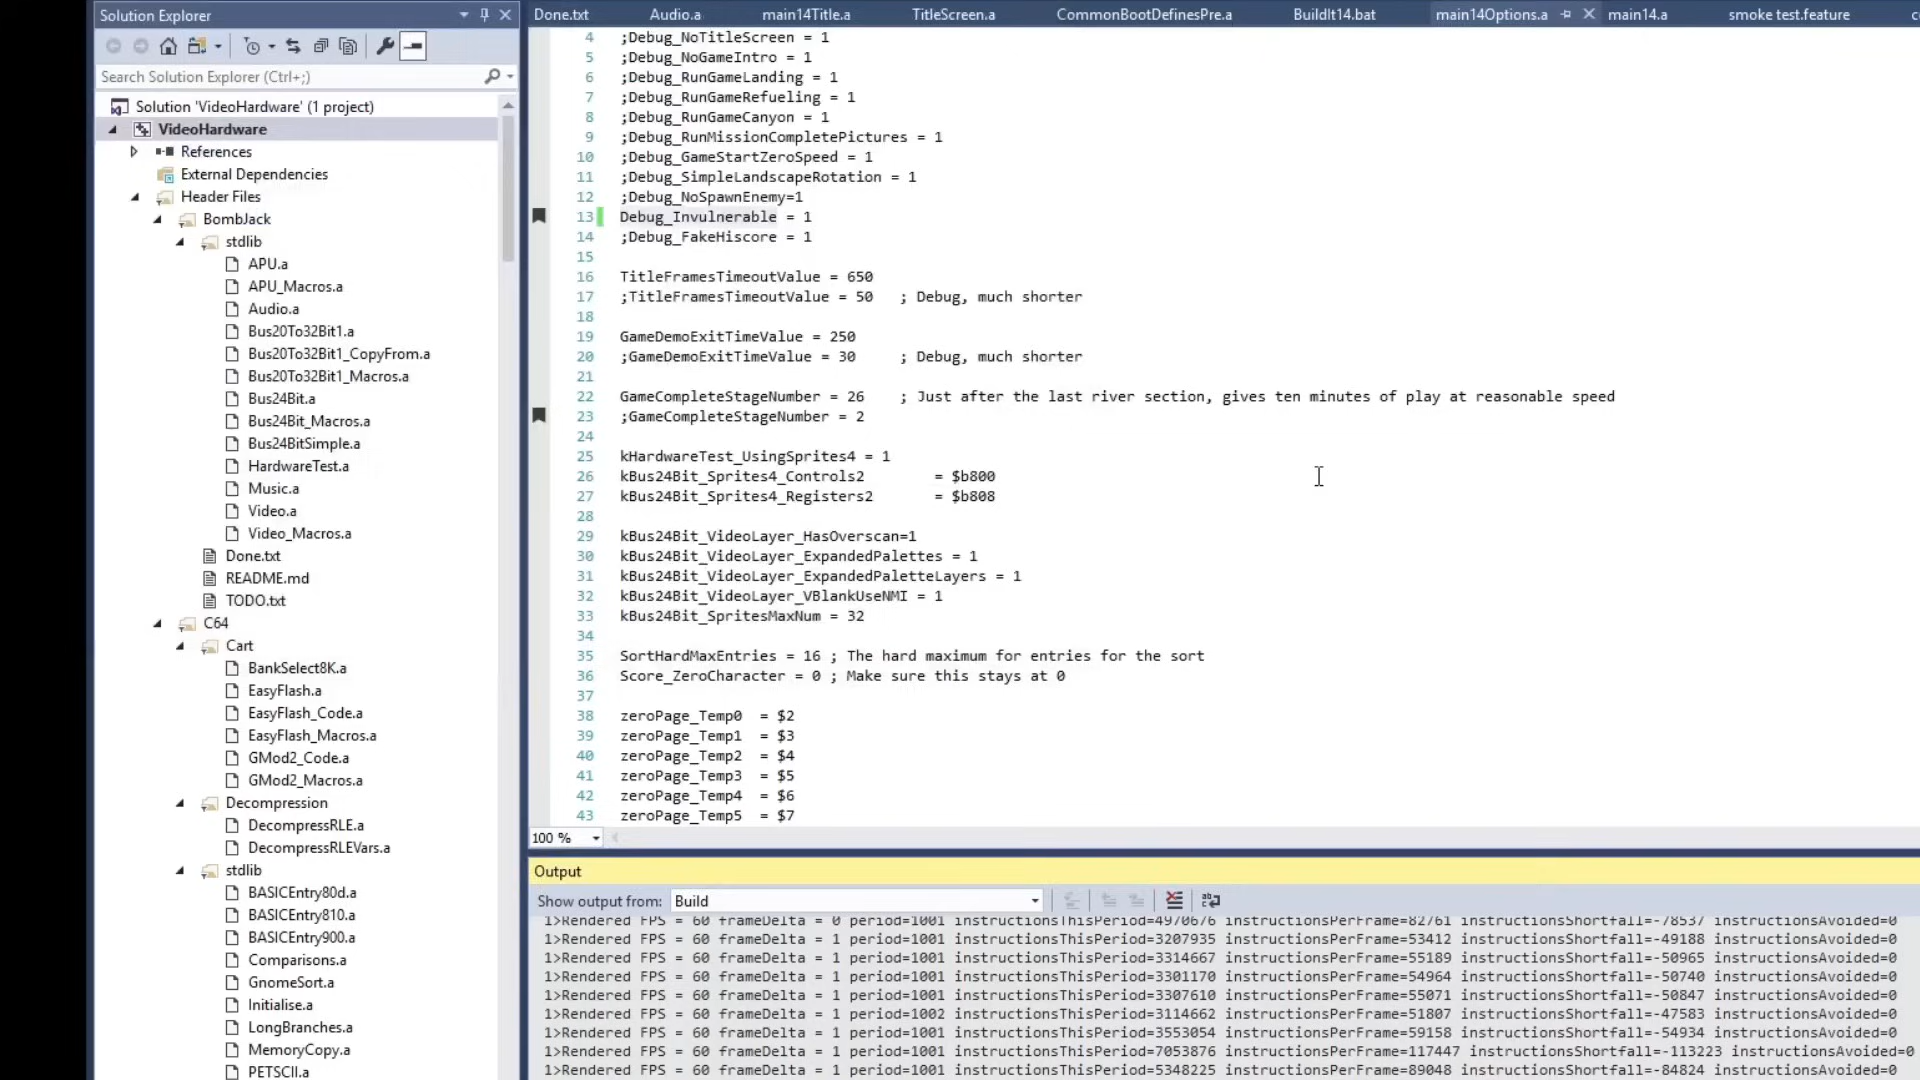 Solution Explorer
Search Solution Explorer (Ctrl+;)
Solution 'VideoHardware' (1 project)
VideoHardware
References
External Dependencies
Header Files
BombJack
stdlib
APU.a
APU_Macros.a
Audio.a
Bus20To32Bit1.a
Bus20To32Bit1_CopyFrom.a
Bus20To32Bit1_Macros.a
Bus24Bit.a
Bus24Bit_Macros.a
Bus24BitSimple.a
HardwareTest.a
Music.a
Video.a
Video_Macros.a
Done.txt
README.md
TODO.txt
C64
Cart
BankSelect8K.a
EasyFlash.a
EasyFlash_Code.a
EasyFlash_Macros.a
GMod2_Code.a
GMod2_Macros.a
Decompression
DecompressRLE.a
DecompressRLEVars.a
stdlib
BASICEntry80d.a
BASICEntry810.a
BASICEntry900.a
Comparisons.a
GnomeSort.a
Initialise.a
LongBranches.a
MemoryCopy.a
PETSCII.a
Done.txt Audio.a main14Title.a TitleScreen.a CommonBootDefinesPre.a BuildIt14.bat main14Options.a main14.a smoke test.feature
4 ;Debug_NoTitleScreen = 1
5 ;Debug_NoGameIntro = 1
6 ;Debug_RunGameLanding = 1
7 ;Debug_RunGameRefueling = 1
8 ;Debug_RunGameCanyon = 1
9 ;Debug_RunMissionCompletePictures = 1
10 ;Debug_GameStartZeroSpeed = 1
11 ;Debug_SimpleLandscapeRotation = 1
12 ;Debug_NoSpawnEnemy=1
13 Debug_Invulnerable = 1
14 ;Debug_FakeHiscore = 1
15
16 TitleFramesTimeoutValue = 650
17 ;TitleFramesTimeoutValue = 50 ; Debug, much shorter
18
19 GameDemoExitTimeValue = 250
20 ;GameDemoExitTimeValue = 30 ; Debug, much shorter
21
22 GameCompleteStageNumber = 26 ; Just after the last river section, gives ten minutes of play at reasonable speed
23 ;GameCompleteStageNumber = 2
24
25 kHardwareTest_UsingSprites4 = 1
26 kBus24Bit_Sprites4_Controls2 = $b800
27 kBus24Bit_Sprites4_Registers2 = $b808
28
29 kBus24Bit_VideoLayer_HasOverscan=1
30 kBus24Bit_VideoLayer_ExpandedPalettes = 1
31 kBus24Bit_VideoLayer_ExpandedPaletteLayers = 1
32 kBus24Bit_VideoLayer_VBlankUseNMI = 1
33 kBus24Bit_SpritesMaxNum = 32
34
35 SortHardMaxEntries = 16 ; The hard maximum for entries for the sort
36 Score_ZeroCharacter = 0 ; Make sure this stays at 0
37
38 zeroPage_Temp0 = $2
39 zeroPage_Temp1 = $3
40 zeroPage_Temp2 = $4
41 zeroPage_Temp3 = $5
42 zeroPage_Temp4 = $6
43 zeroPage_Temp5 = $7
100 %
Output
Show output from: Build
1>Rendered FPS = 60 frameDelta = 0 period=1001 instructionsThisPeriod=4970676 instructionsPerFrame=82761 instructionsShortfall=-78537 instructionsAvoided=0
1>Rendered FPS = 60 frameDelta = 1 period=1001 instructionsThisPeriod=3207935 instructionsPerFrame=53412 instructionsShortfall=-49188 instructionsAvoided=0
1>Rendered FPS = 60 frameDelta = 1 period=1001 instructionsThisPeriod=3314667 instructionsPerFrame=55189 instructionsShortfall=-50965 instructionsAvoided=0
1>Rendered FPS = 60 frameDelta = 1 period=1001 instructionsThisPeriod=3301170 instructionsPerFrame=54964 instructionsShortfall=-50740 instructionsAvoided=0
1>Rendered FPS = 60 frameDelta = 1 period=1001 instructionsThisPeriod=3307610 instructionsPerFrame=55071 instructionsShortfall=-50847 instructionsAvoided=0
1>Rendered FPS = 60 frameDelta = 1 period=1002 instructionsThisPeriod=3114662 instructionsPerFrame=51807 instructionsShortfall=-47583 instructionsAvoided=0
1>Rendered FPS = 60 frameDelta = 1 period=1001 instructionsThisPeriod=3553054 instructionsPerFrame=59158 instructionsShortfall=-54934 instructionsAvoided=0
1>Rendered FPS = 60 frameDelta = 1 period=1001 instructionsThisPeriod=7053876 instructionsPerFrame=117447 instructionsShortfall=-113223 instructionsAvoided=0
1>Rendered FPS = 60 frameDelta = 1 period=1001 instructionsThisPeriod=5348225 instructionsPerFrame=89048 instructionsShortfall=-84824 instructionsAvoided=0